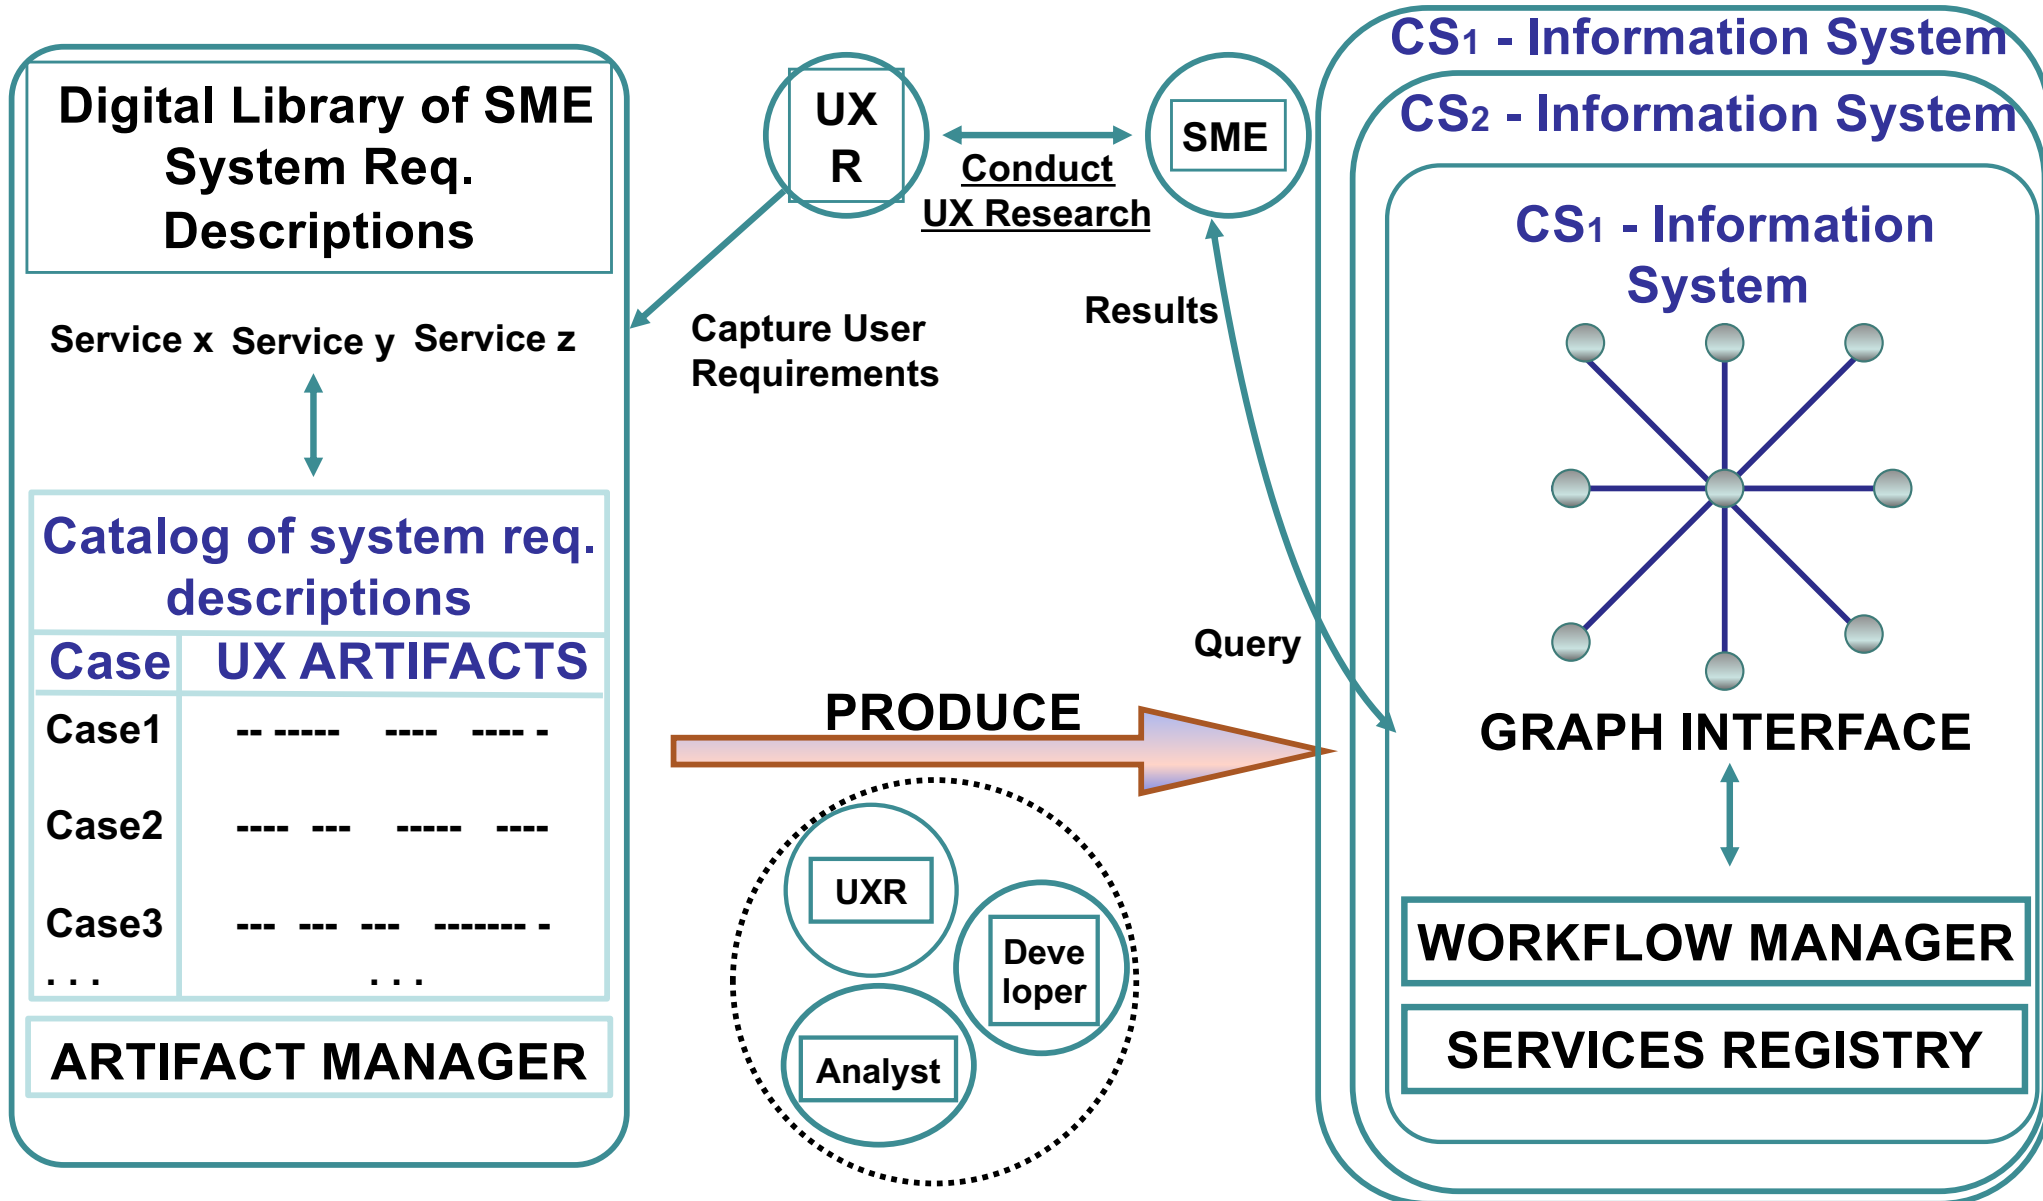 Digital Library of SME
System Req.
Descriptions
Service x Service y Service z
Catalog of system req.
descriptions
Case UX ARTIFACTS
Case1 -- ----- ---- ---- -
Case2 ---- --- ----- ----
Case3 --- --- --- ------- -
. . . . . .
ARTIFACT MANAGER
UX
R
Conduct
UX Research
SME
Capture User
Requirements
Results
Query
PRODUCE
UXR
Deve
loper
Analyst
CS1 - Information System
CS2 - Information System
CS1 - Information
System
GRAPH INTERFACE
WORKFLOW MANAGER
SERVICES REGISTRY